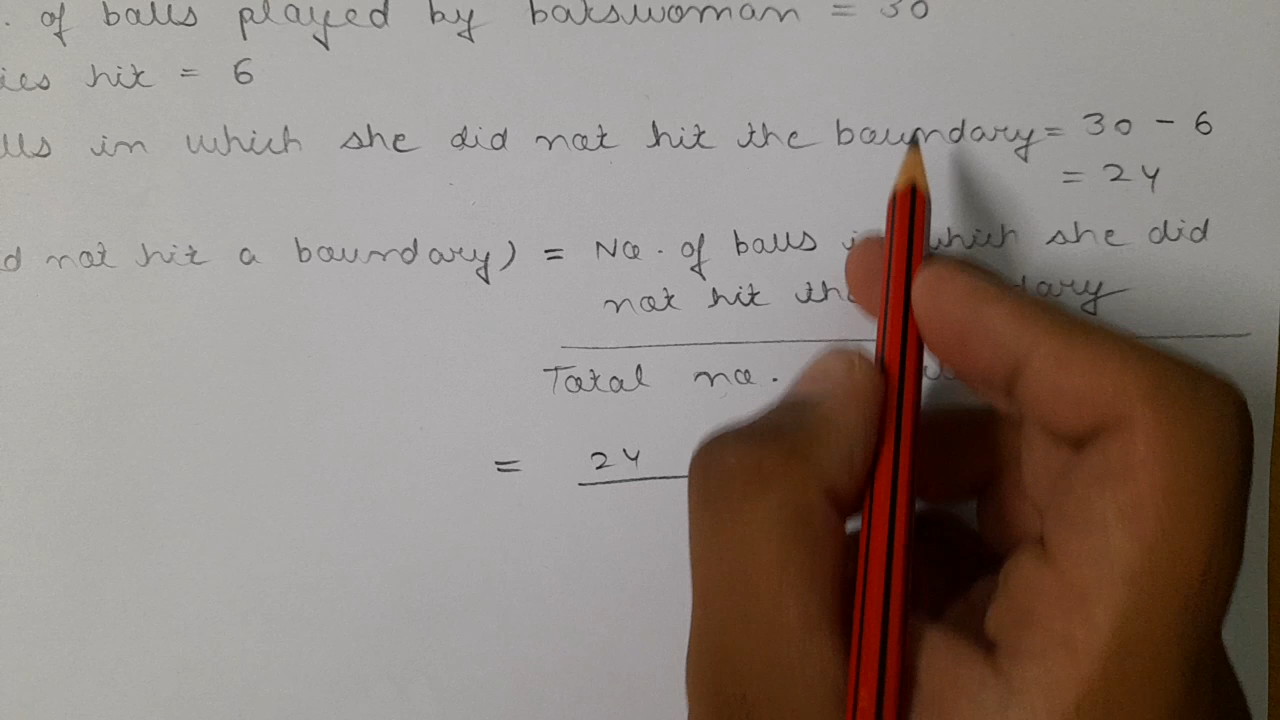 . of balls played by batswoman = 30
ies hit = 6
lls in which she did not hit the boundary = 30 - 6
= 24
d not hit a boundary) = No. of balls which she did
not hit the dary
Total no.
= 24